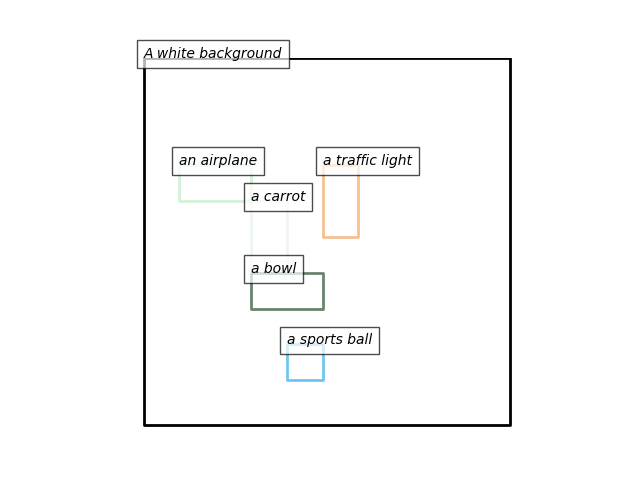 A white background
an airplane
a traffic light
a carrot
a bowl
a sports ball